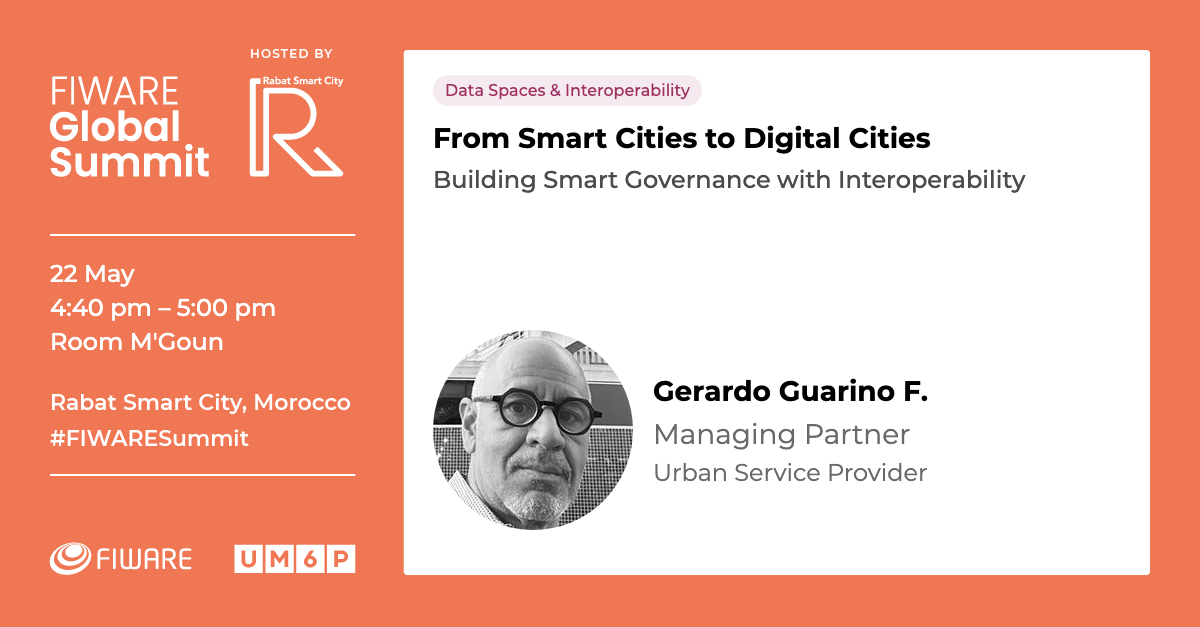 HOSTED BY
FIWARE
Global
Summit
Rabat Smart City
R
22 May
4:40 pm – 5:00 pm
Room M'Goun
Rabat Smart City, Morocco
#FIWARESummit
FIWARE
UM6P
Data Spaces & Interoperability
From Smart Cities to Digital Cities
Building Smart Governance with Interoperability
Gerardo Guarino F.
Managing Partner
Urban Service Provider